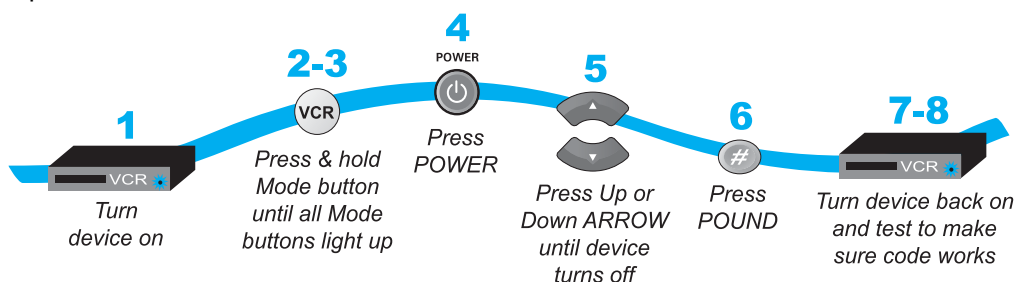 1
VCR
Turn
device on
2-3
VCR
Press & hold
Mode button
until all Mode
buttons light up
4
POWER
Press
POWER
5
Press Up or
Down ARROW
until device
turns off
6
#
Press
POUND
7-8
VCR
Turn device back on
and test to make
sure code works